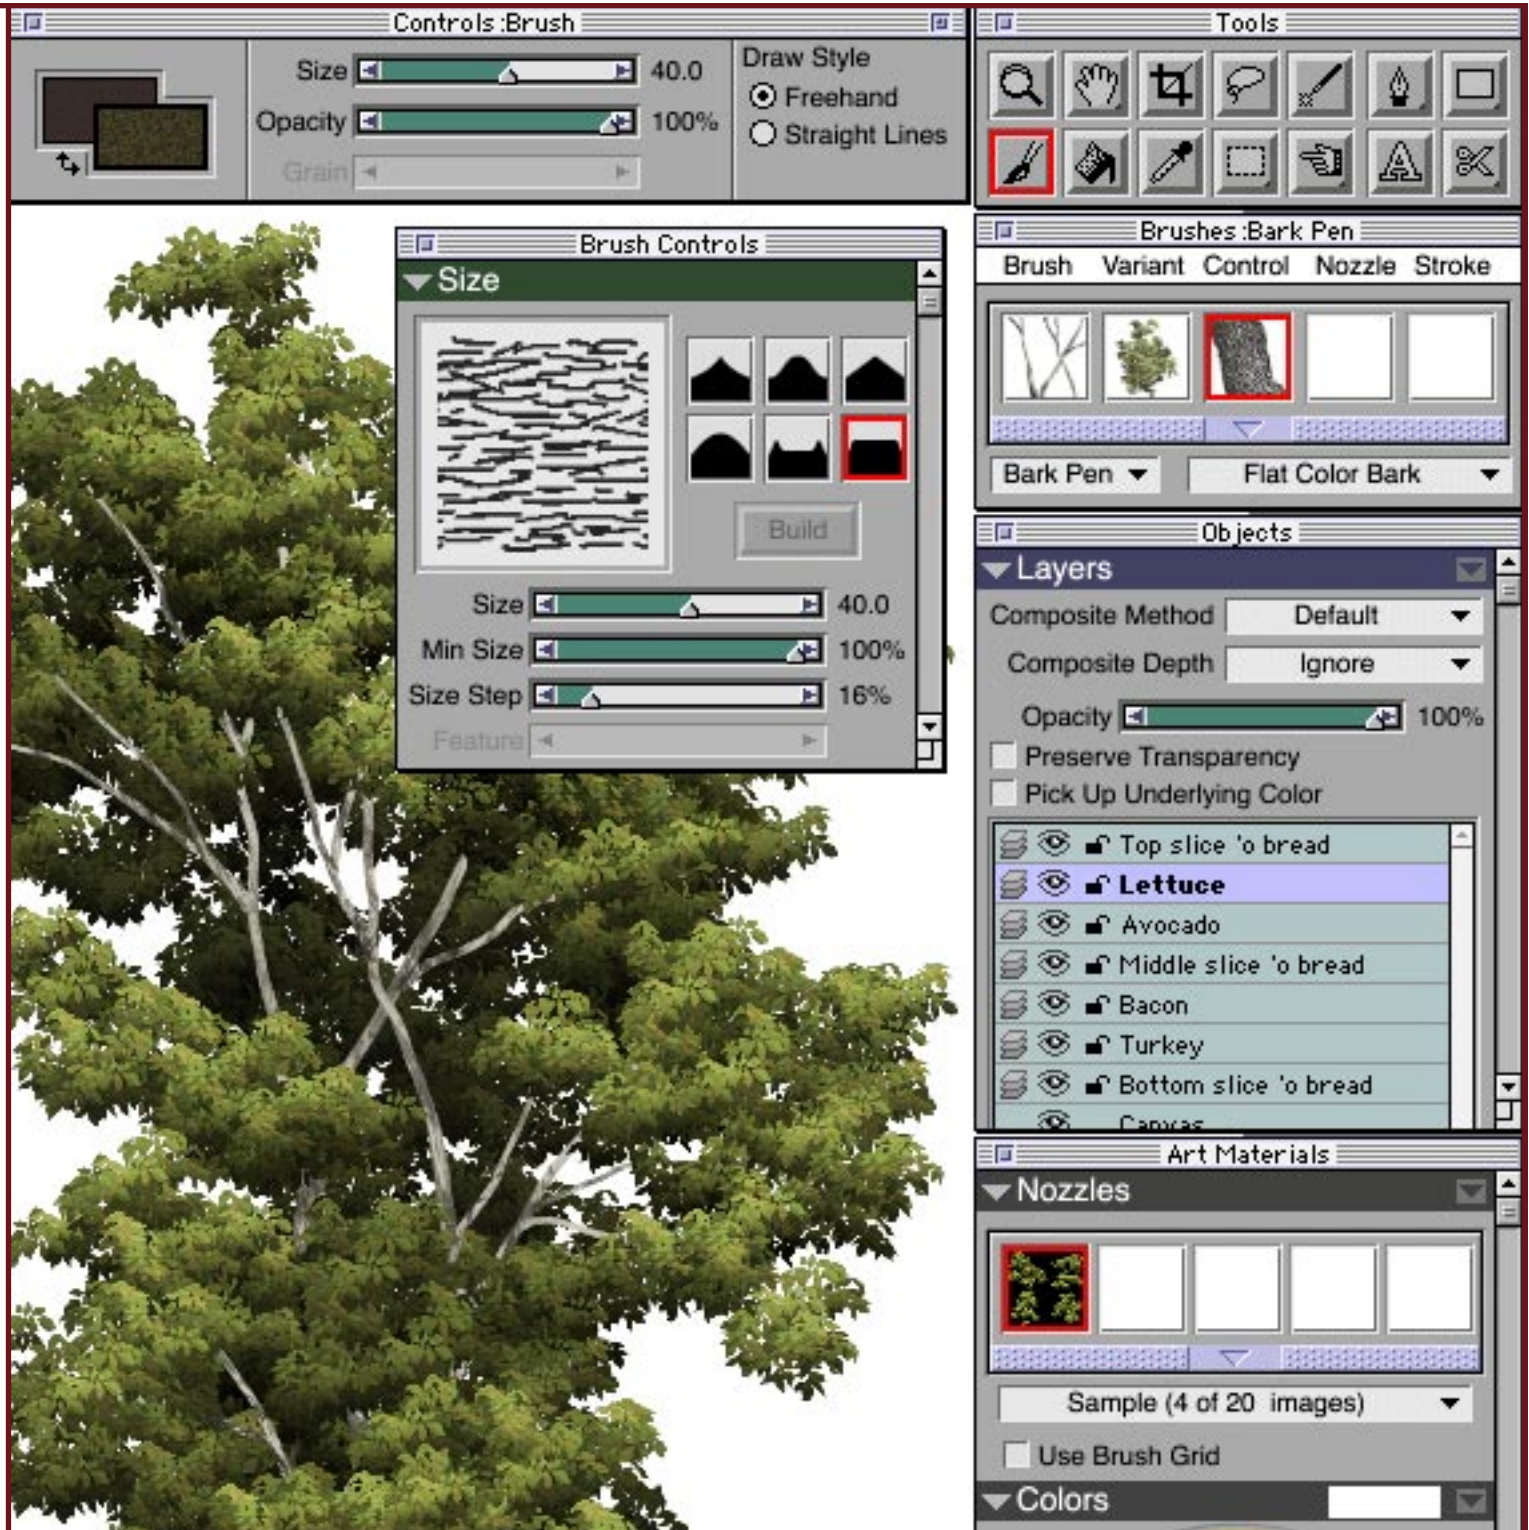 Controls :Brush
Size 40.0
Opacity 100%
Grain
Draw Style
Freehand
Straight Lines
Tools
Brush Controls
Size
Build
Size 40.0
Min Size 100%
Size Step 16%
Feature
Brushes :Bark Pen
Brush Variant Control Nozzle Stroke
Bark Pen Flat Color Bark
Objects
Layers
Composite Method Default
Composite Depth Ignore
Opacity 100%
Preserve Transparency
Pick Up Underlying Color
Top slice 'o bread
Lettuce
Avocado
Middle slice 'o bread
Bacon
Turkey
Bottom slice 'o bread
Canvas
Art Materials
Nozzles
Sample (4 of 20 images)
Use Brush Grid
Colors